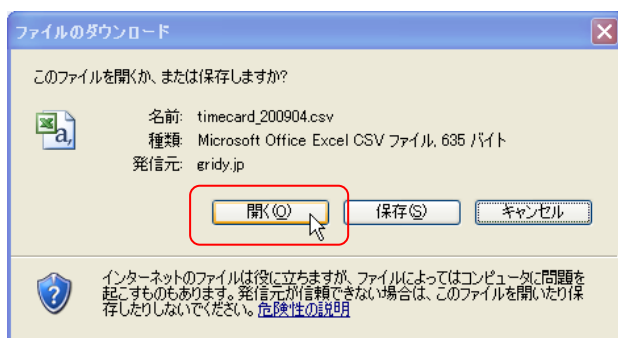 ファイルのダウンロード
このファイルを開くか、または保存しますか?
名前: timecard_200904.csv
種類: Microsoft Office Excel CSV ファイル, 635 バイト
発信元: gridy.jp
開く(O) 保存(S) キャンセル
インターネットのファイルは役に立ちますが、ファイルによってはコンピュータに問題を
起こすものもあります。発信元が信頼できない場合は、このファイルを開いたり保
存したりしないでください。危険性の説明